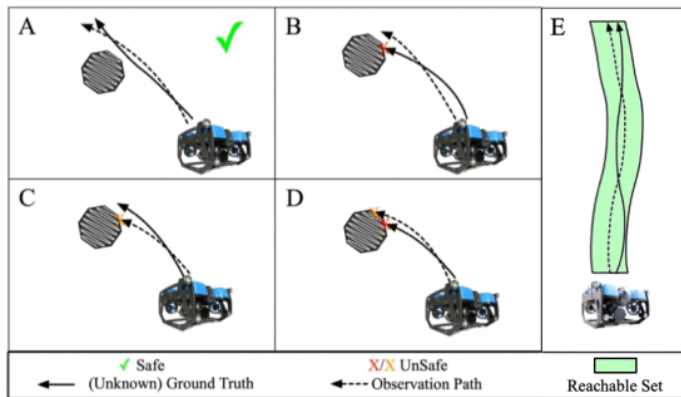 A
B
E
C
D
✓ Safe
X/X UnSafe
(Unknown) Ground Truth
Observation Path
Reachable Set